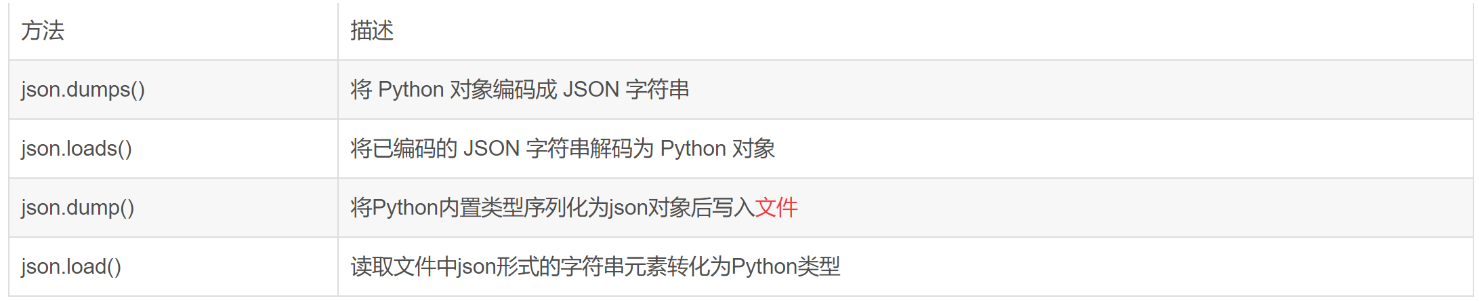 方法 描述
json.dumps() 将 Python 对象编码成 JSON 字符串
json.loads() 将已编码的 JSON 字符串解码为 Python 对象
json.dump() 将Python内置类型序列化为json对象后写入文件
json.load() 读取文件中json形式的字符串元素转化为Python类型